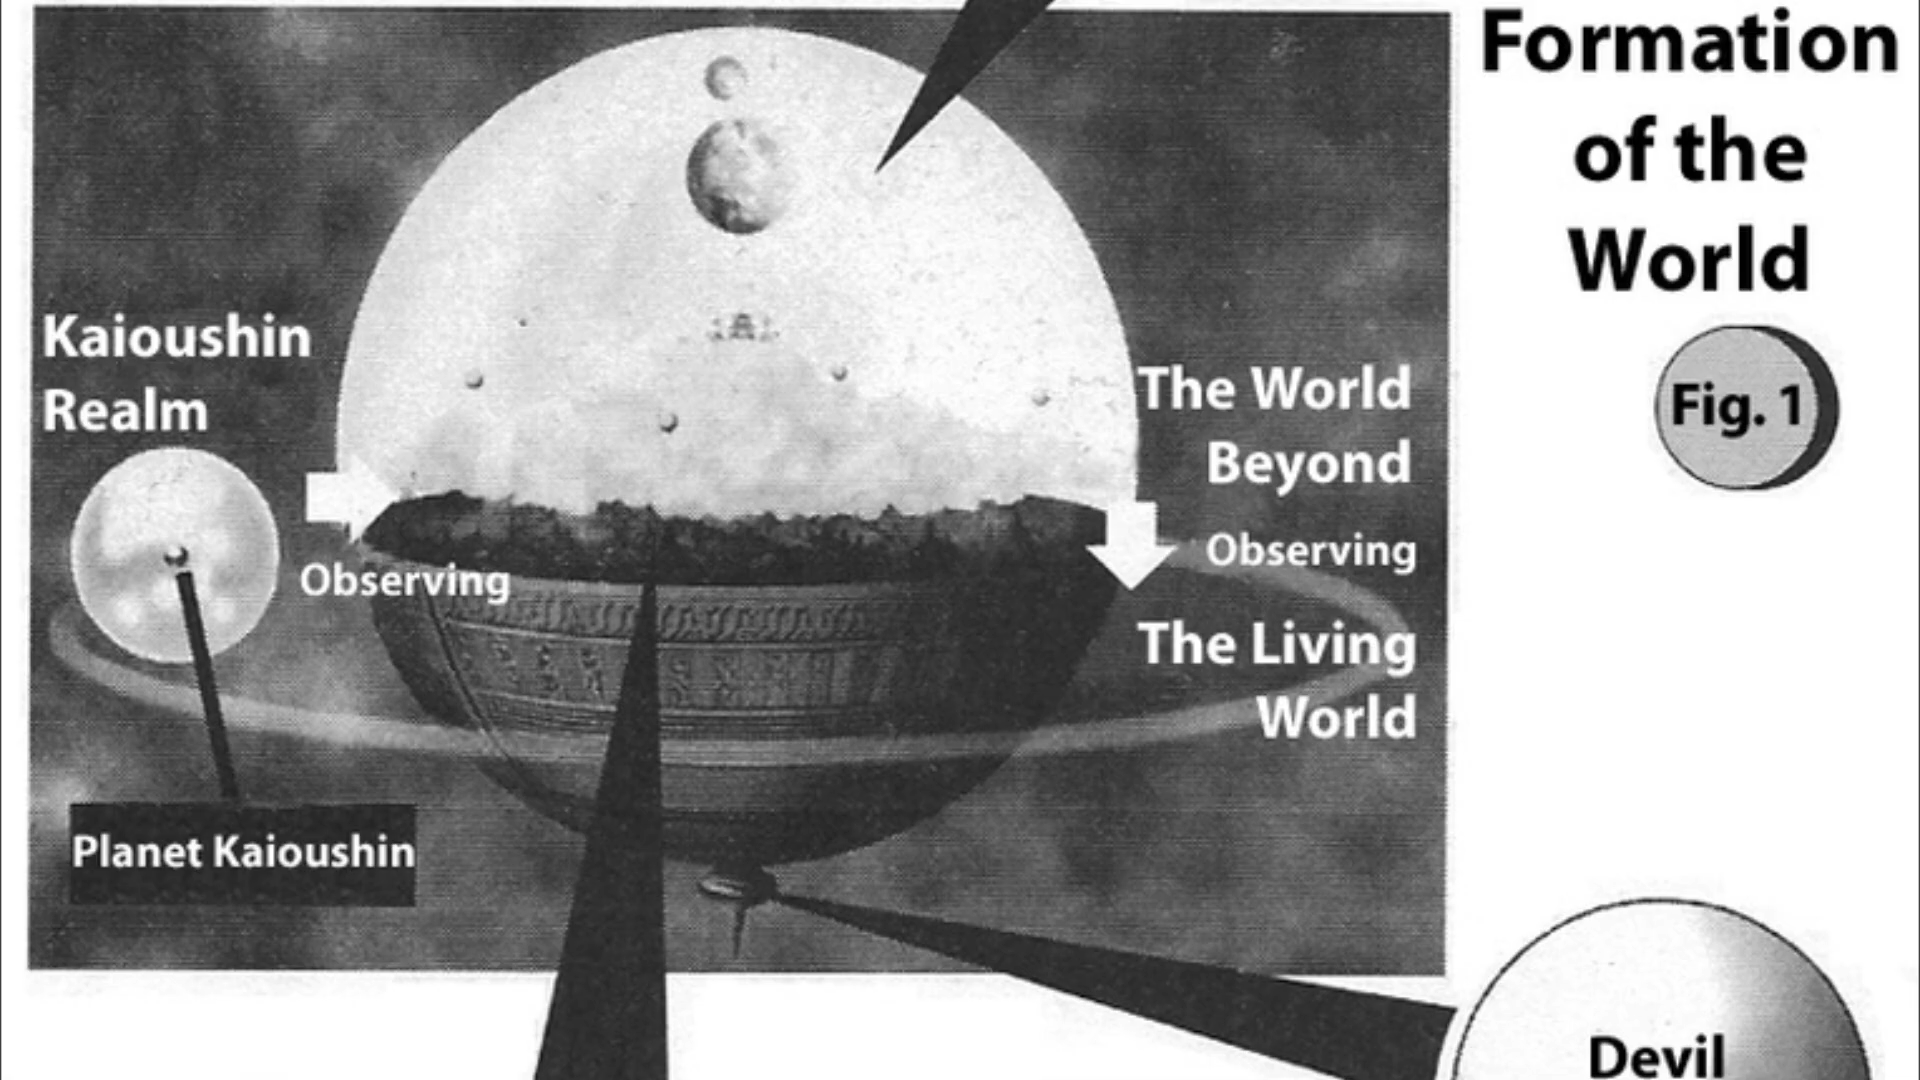 Formation
of the
World
Fig. 1
Kaioushin
Realm
Observing
Planet Kaioushin
The World
Beyond
Observing
The Living
World
Devil